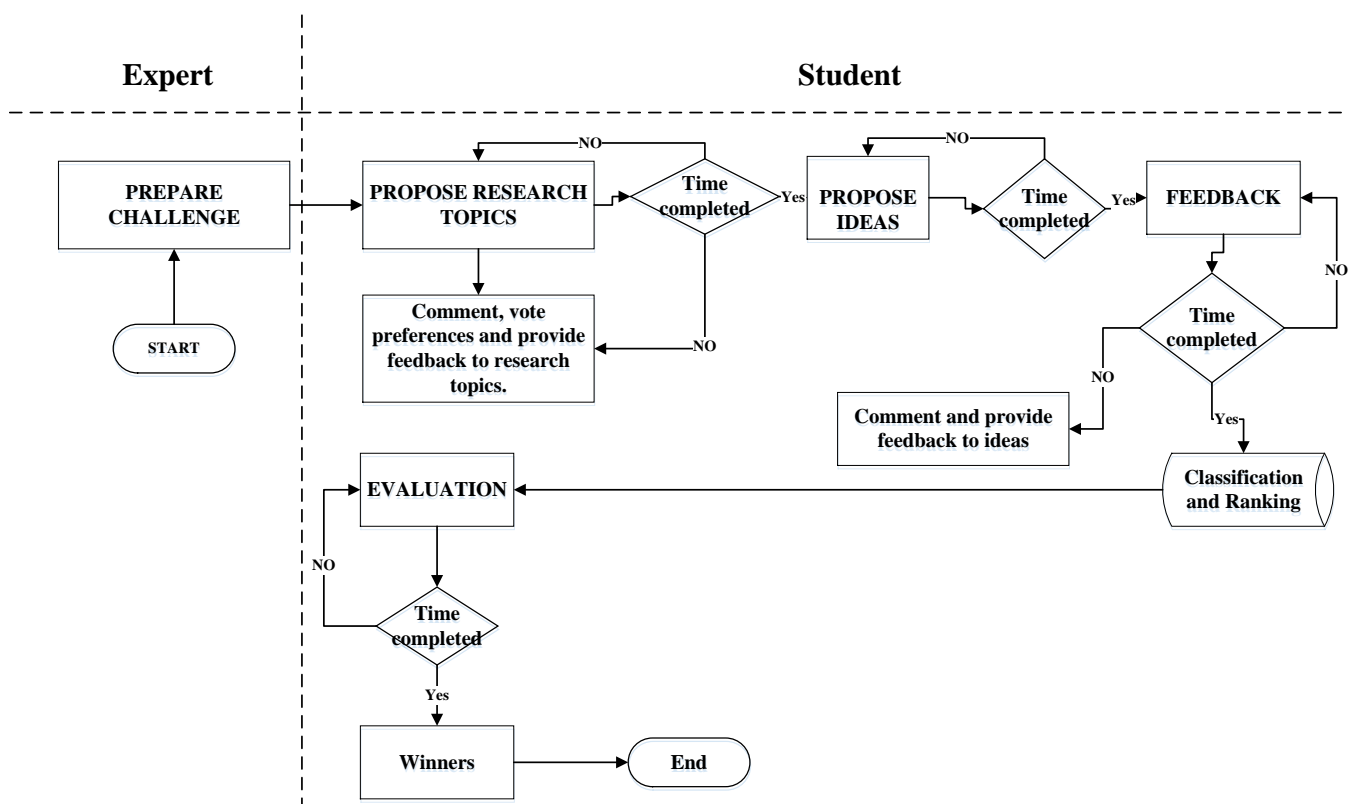 Expert
Student
NO
NO
PREPARE
CHALLENGE
PROPOSE RESEARCH
TOPICS
Time
completed
Yes
PROPOSE
IDEAS
Time
completed
Yes
FEEDBACK
NO
START
Comment, vote
preferences and provide
feedback to research
topics.
NO
Time
completed
NO
Comment and provide
feedback to ideas
Yes
EVALUATION
Classification
and Ranking
NO
Time
completed
Yes
Winners
End